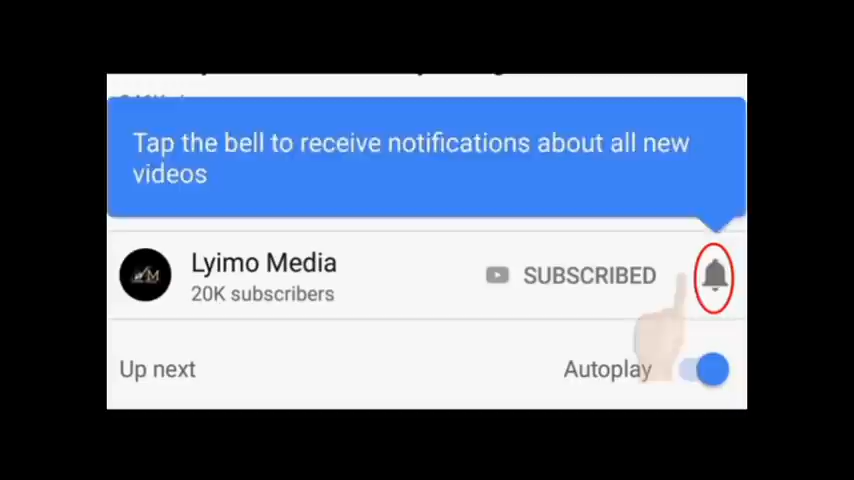 Tap the bell to receive notifications about all new
videos
Lyimo Media
SUBSCRIBED
20K subscribers
Up next
Autoplay